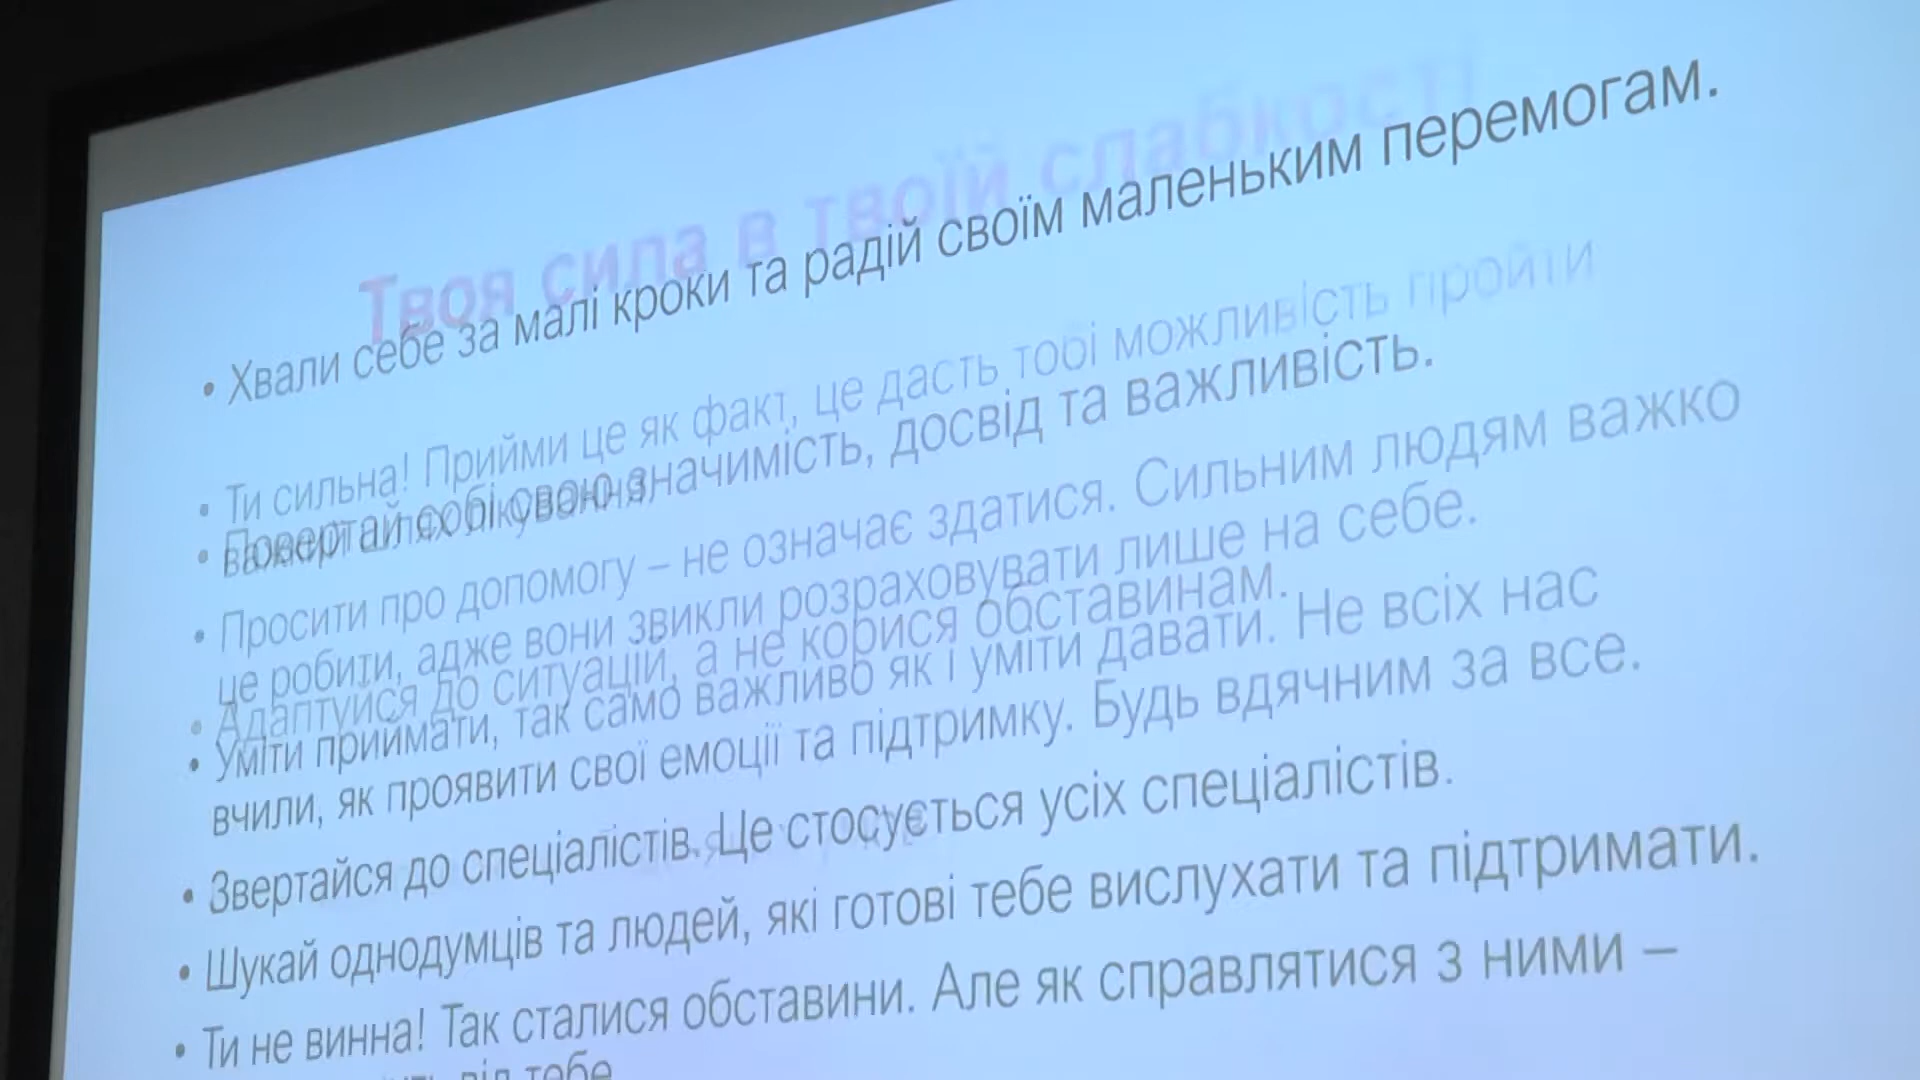 Твоя сила в твоїй слабкості
• Хвали себе за малі кроки та радій своїм маленьким перемогам.
• Ти сильна! Прийми це як факт, це дасть тобі можливість пройти
• Повертай собі свою значимість, досвід та важливість.
• Просити про допомогу – не означає здатися. Сильним людям важко
це робити, адже вони звикли розраховувати лише на себе.
• Адаптуйся до ситуацій, а не корися обставинам.
• Уміти приймати, так само важливо як і уміти давати. Не всіх нас
вчили, як проявити свої емоції та підтримку. Будь вдячним за все.
• Звертайся до спеціалістів. Це стосується усіх спеціалістів.
• Шукай однодумців та людей, які готові тебе вислухати та підтримати.
• Ти не винна! Так сталися обставини. Але як справлятися з ними –
від тебе